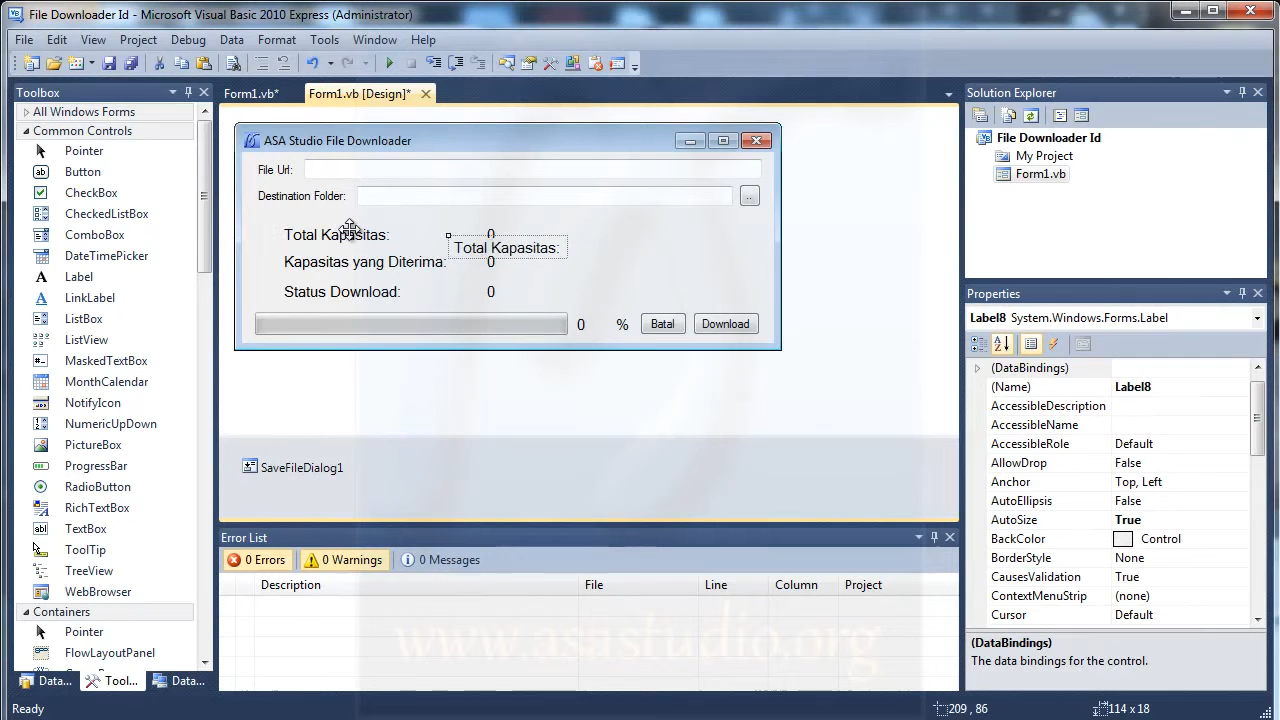 File Downloader Id - Microsoft Visual Basic 2010 Express (Administrator)
File Edit View Project Debug Data Format Tools Window Help
Toolbox
All Windows Forms
Common Controls
Pointer
Button
CheckBox
CheckedListBox
ComboBox
DateTimePicker
Label
LinkLabel
ListBox
ListView
MaskedTextBox
MonthCalendar
NotifyIcon
NumericUpDown
PictureBox
ProgressBar
RadioButton
RichTextBox
TextBox
ToolTip
TreeView
WebBrowser
Containers
Pointer
FlowLayoutPanel
Data... Tool... Data...
Form1.vb* Form1.vb [Design]*
ASA Studio File Downloader
File Url:
Destination Folder: ..
Total Kapasitas: 0
Total Kapasitas:
Kapasitas yang Diterima: 0
Status Download: 0
0 % Batal Download
SaveFileDialog1
Error List
0 Errors 0 Warnings 0 Messages
Description File Line Column Project
www.asastudio.org
Solution Explorer
File Downloader Id
My Project
Form1.vb
Properties
Label8 System.Windows.Forms.Label
(DataBindings)
(Name) Label8
AccessibleDescription
AccessibleName
AccessibleRole Default
AllowDrop False
Anchor Top, Left
AutoEllipsis False
AutoSize True
BackColor Control
BorderStyle None
CausesValidation True
ContextMenuStrip (none)
Cursor Default
(DataBindings)
The data bindings for the control.
Ready 209 , 86 114 x 18